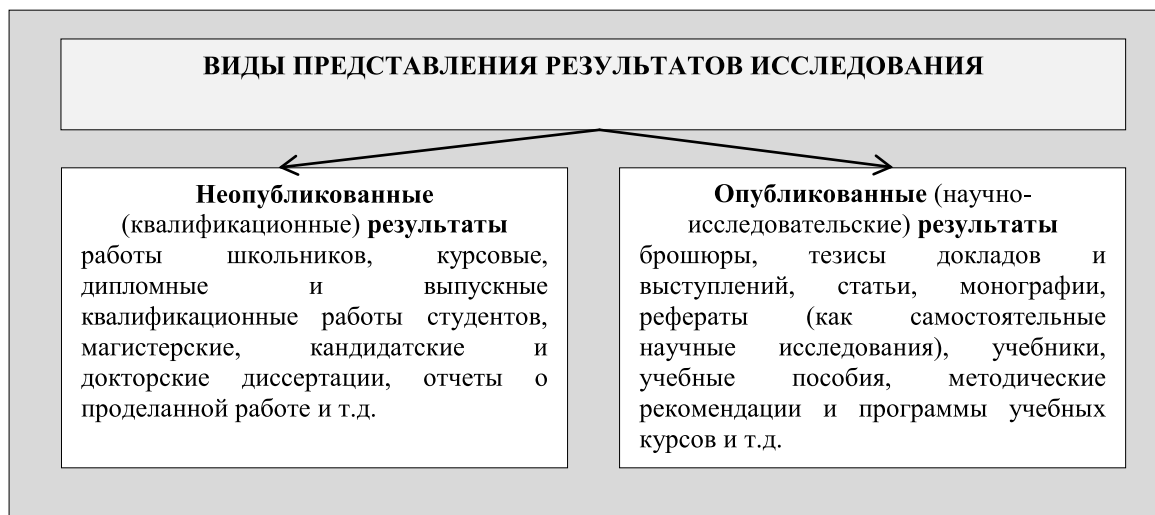 ВИДЫ ПРЕДСТАВЛЕНИЯ РЕЗУЛЬТАТОВ ИССЛЕДОВАНИЯ
Неопубликованные
(квалификационные) результаты
работы школьников, курсовые,
дипломные и выпускные
квалификационные работы студентов,
магистерские, кандидатские и
докторские диссертации, отчеты о
проделанной работе и т.д.
Опубликованные (научно-
исследовательские) результаты
брошюры, тезисы докладов и
выступлений, статьи, монографии,
рефераты (как самостоятельные
научные исследования), учебники,
учебные пособия, методические
рекомендации и программы учебных
курсов и т.д.